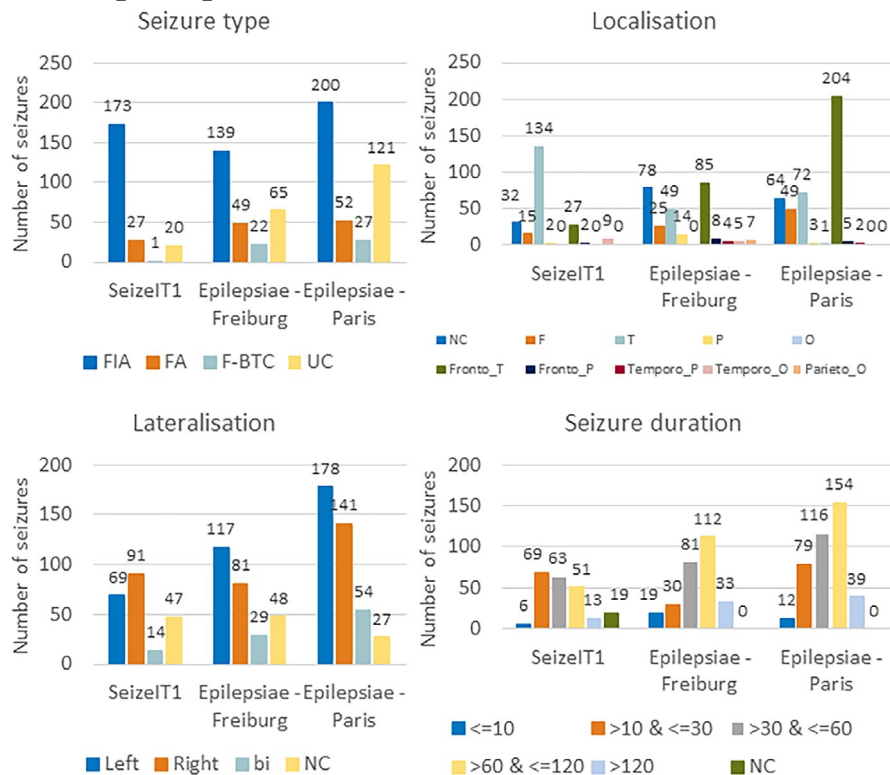 Seizure type
Number of seizures
250
200
150
100
50
0
173
27
1
20
139
49
22
65
200
52
27
121
SeizeIT1
Epilepsiae - Freiburg
Epilepsiae - Paris
FIA
FA
F-BTC
UC
Localisation
Number of seizures
250
200
150
100
50
0
32
15
134
2
0
27
2
0
9
0
78
25
49
14
0
85
8
4
5
7
64
49
72
3
1
204
5
2
0
0
SeizeIT1
Epilepsiae - Freiburg
Epilepsiae - Paris
NC
F
T
P
O
Fronto_T
Fronto_P
Temporo_P
Temporo_O
Parieto_O
Lateralisation
Number of seizures
200
150
100
50
0
69
91
14
47
117
81
29
48
178
141
54
27
SeizeIT1
Epilepsiae - Freiburg
Epilepsiae - Paris
Left
Right
bi
NC
Seizure duration
Number of seizures
200
150
100
50
0
6
69
63
51
13
19
19
30
81
112
33
0
12
79
116
154
39
0
SeizeIT1
Epilepsiae - Freiburg
Epilepsiae - Paris
<=10
>10 & <=30
>30 & <=60
>60 & <=120
>120
NC